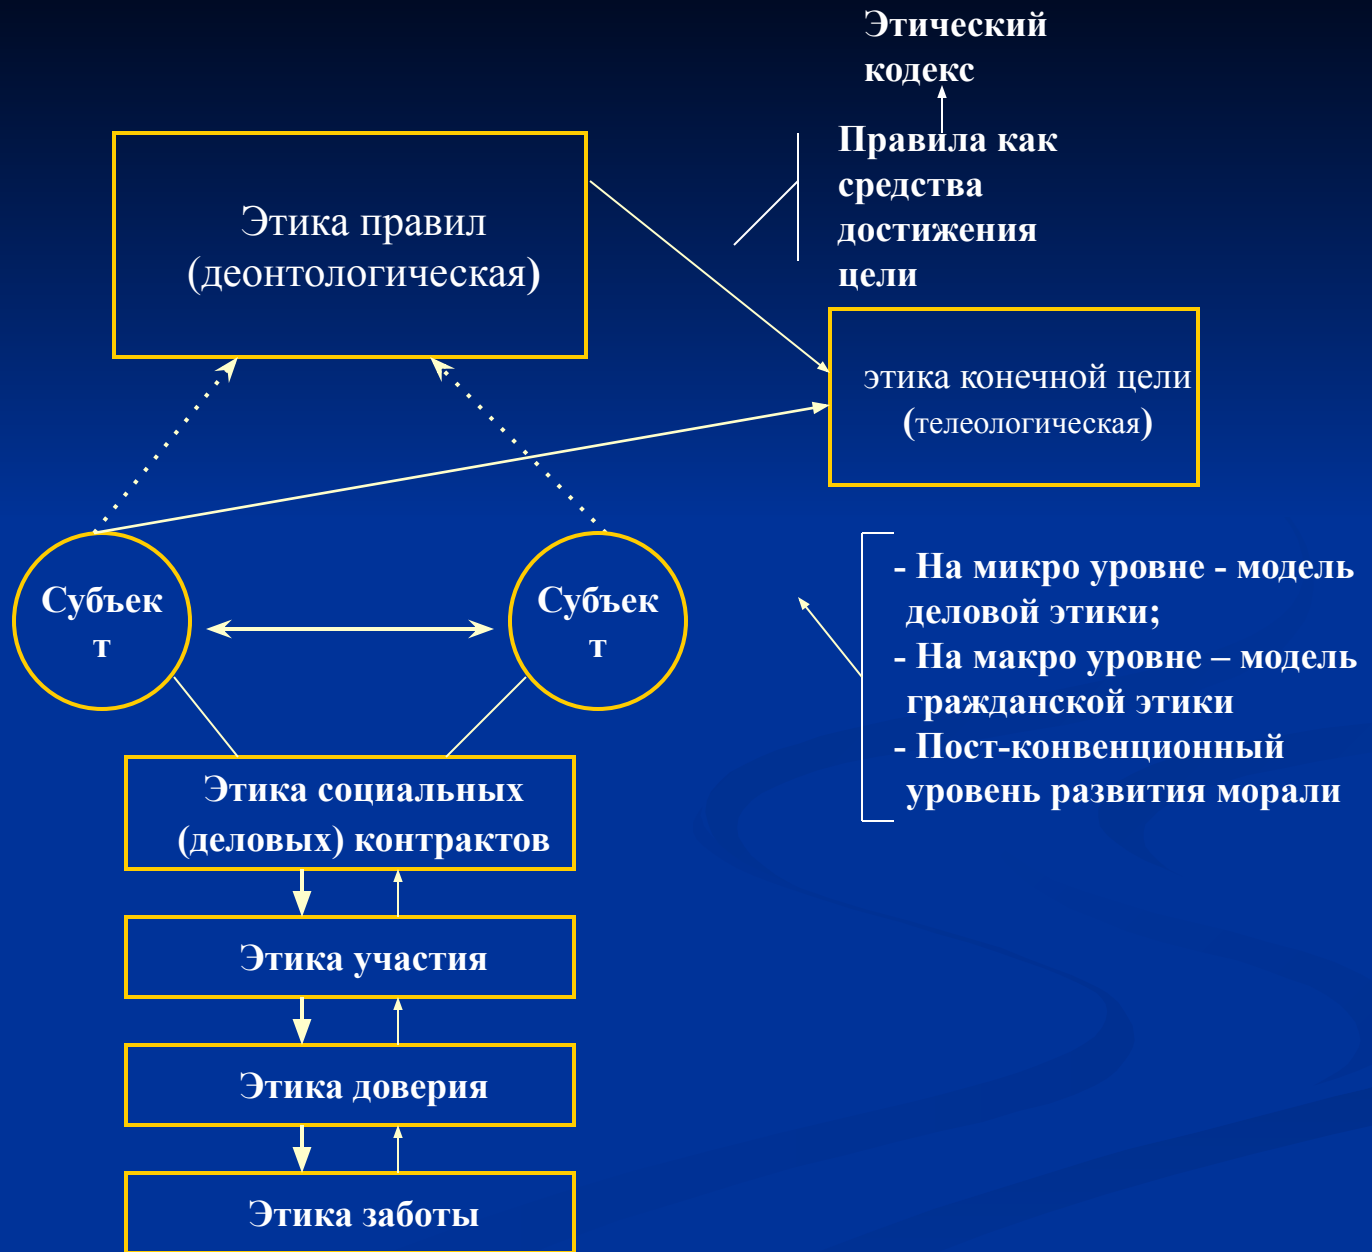 Этический
кодекс
Правила как
средства
достижения
цели
Этика правил
(деонтологическая)
этика конечной цели
(телеологическая)
Субъек
т
Субъек
т
- На микро уровне - модель
деловой этики;
- На макро уровне – модель
гражданской этики
- Пост-конвенционный
уровень развития морали
Этика социальных
(деловых) контрактов
Этика участия
Этика доверия
Этика заботы